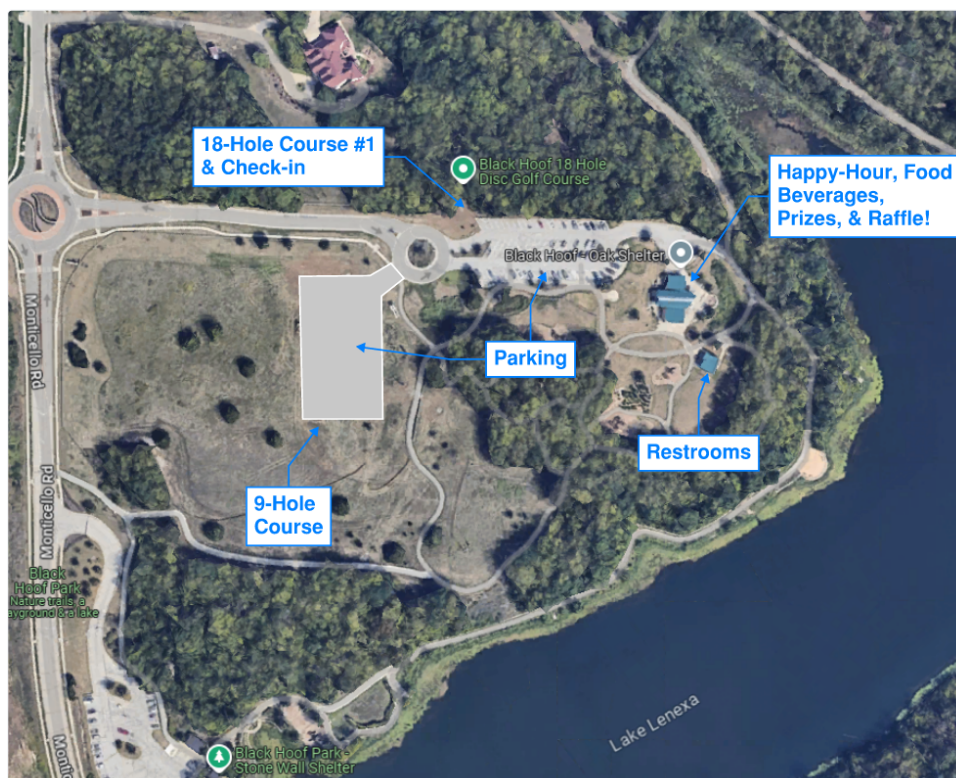 18-Hole Course #1
& Check-in
Black Hoof 18 Hole
Disc Golf Course
Happy-Hour, Food
Beverages,
Prizes, & Raffle!
Black Hoof - Oak Shelter
Monticello Rd
Parking
Restrooms
9-Hole
Course
Monticello Rd
Black
Hoof Park
Nature trails, a
ayground & a lake
Lake Lenexa
Black Hoof Park -
Stone Wall Shelter
Montic